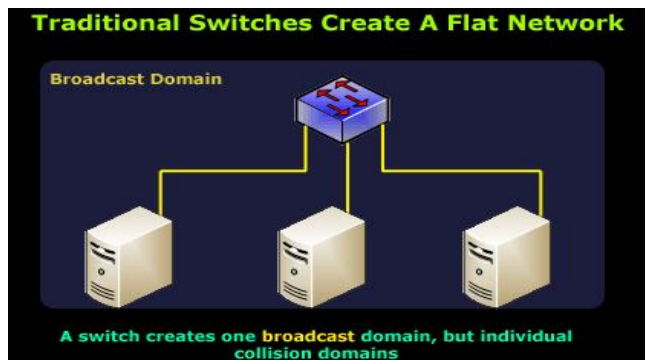 Traditional Switches Create A Flat Network
Broadcast Domain
A switch creates one broadcast domain, but individual
collision domains